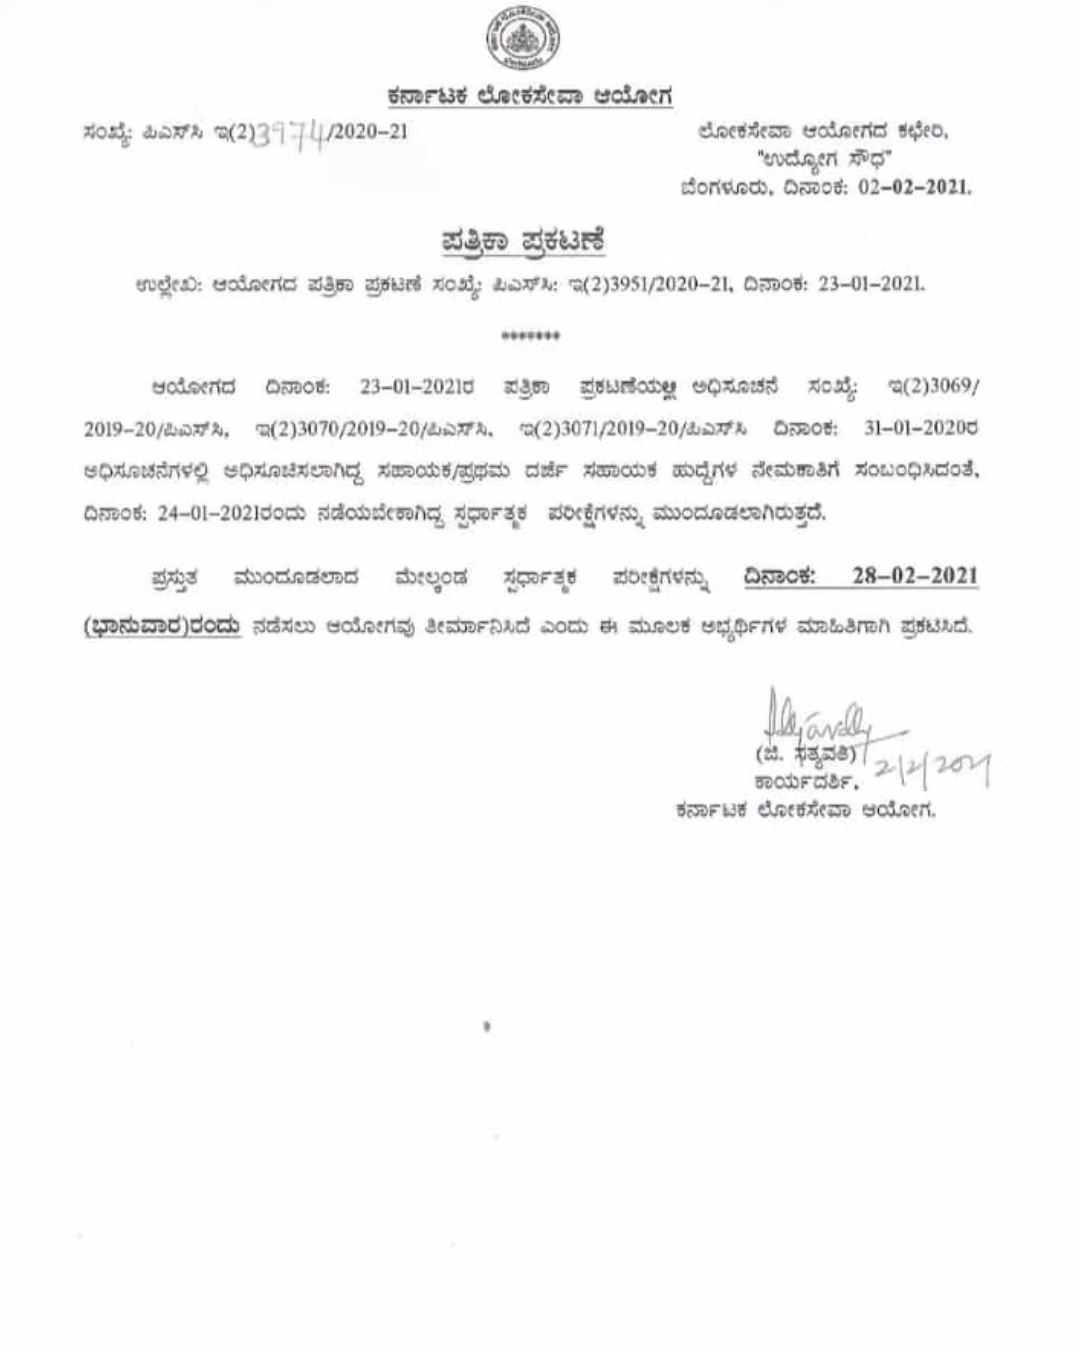 ಕರ್ನಾಟಕ ಲೋಕಸೇವಾ ಆಯೋಗ
ಸಂಖ್ಯೆ: ಪಿಎಸ್‌ಸಿ ಇ(2)3974/2020-21
ಲೋಕಸೇವಾ ಆಯೋಗದ ಕಛೇರಿ,
"ಉದ್ಯೋಗ ಸೌಧ"
ಬೆಂಗಳೂರು, ದಿನಾಂಕ: 02-02-2021.
ಪತ್ರಿಕಾ ಪ್ರಕಟಣೆ
ಉಲ್ಲೇಖ: ಆಯೋಗದ ಪತ್ರಿಕಾ ಪ್ರಕಟಣೆ ಸಂಖ್ಯೆ: ಪಿಎಸ್‌ಸಿ: ಇ(2)3951/2020-21, ದಿನಾಂಕ: 23-01-2021.
*******
ಆಯೋಗದ ದಿನಾಂಕ: 23-01-2021ರ ಪತ್ರಿಕಾ ಪ್ರಕಟಣೆಯಲ್ಲಿ ಅಧಿಸೂಚನೆ ಸಂಖ್ಯೆ: ಇ(2)3069/
2019-20/ಪಿಎಸ್‌ಸಿ, ಇ(2)3070/2019-20/ಪಿಎಸ್‌ಸಿ, ಇ(2)3071/2019-20/ಪಿಎಸ್‌ಸಿ ದಿನಾಂಕ: 31-01-2020ರ
ಅಧಿಸೂಚನೆಗಳಲ್ಲಿ ಅಧಿಸೂಚಿಸಲಾಗಿದ್ದ ಸಹಾಯಕ/ಪ್ರಥಮ ದರ್ಜೆ ಸಹಾಯಕ ಹುದ್ದೆಗಳ ನೇಮಕಾತಿಗೆ ಸಂಬಂಧಿಸಿದಂತೆ,
ದಿನಾಂಕ: 24-01-2021ರಂದು ನಡೆಯಬೇಕಾಗಿದ್ದ ಸ್ಪರ್ಧಾತ್ಮಕ ಪರೀಕ್ಷೆಗಳನ್ನು ಮುಂದೂಡಲಾಗಿರುತ್ತದೆ.
ಪ್ರಸ್ತುತ ಮುಂದೂಡಲಾದ ಮೇಲ್ಕಂಡ ಸ್ಪರ್ಧಾತ್ಮಕ ಪರೀಕ್ಷೆಗಳನ್ನು ದಿನಾಂಕ: 28-02-2021
(ಭಾನುವಾರ)ರಂದು ನಡೆಸಲು ಆಯೋಗವು ತೀರ್ಮಾನಿಸಿದೆ ಎಂದು ಈ ಮೂಲಕ ಅಭ್ಯರ್ಥಿಗಳ ಮಾಹಿತಿಗಾಗಿ ಪ್ರಕಟಿಸಿದೆ.
(ಜಿ. ಸತ್ಯವತಿ) 2/2/2021
ಕಾರ್ಯದರ್ಶಿ,
ಕರ್ನಾಟಕ ಲೋಕಸೇವಾ ಆಯೋಗ.